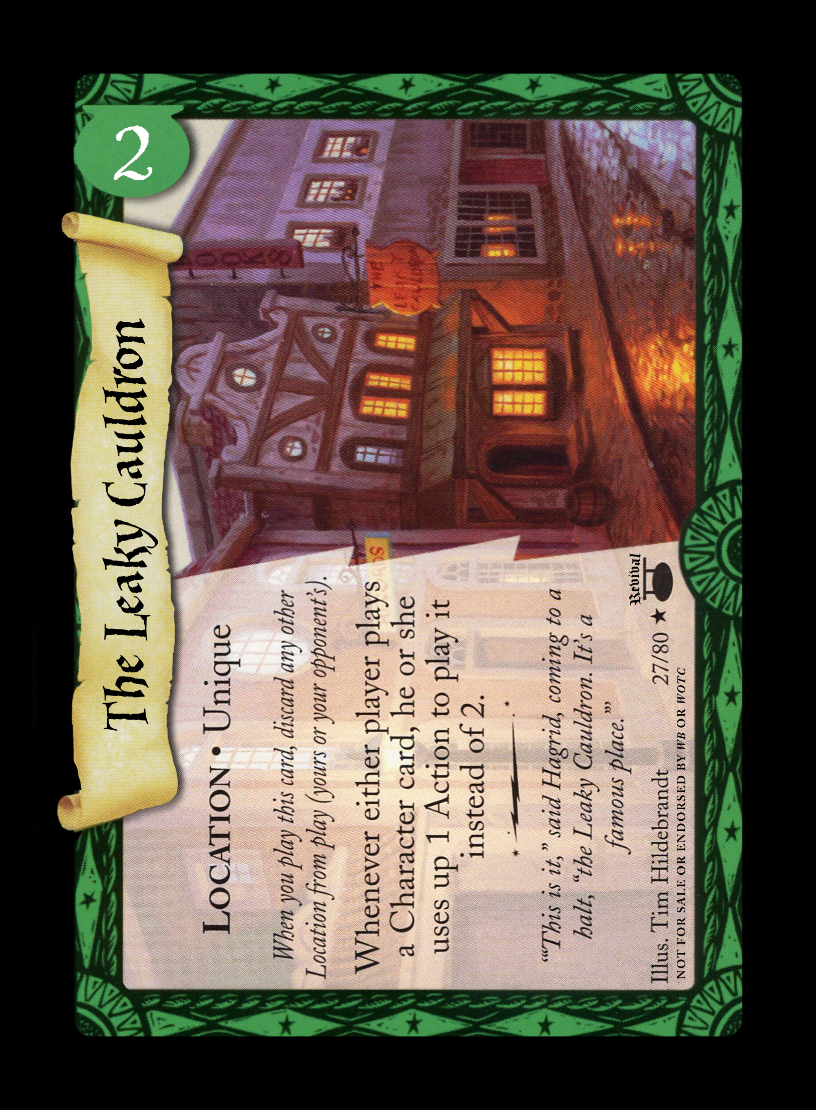 The Leaky Cauldron
2
LOCATION • Unique
When you play this card, discard any other
Location from play (yours or your opponent's).
Whenever either player plays
a Character card, he or she
uses up 1 Action to play it
instead of 2.
“‘This is it,” said Hagrid, coming to a
halt, “the Leaky Cauldron. It's a
famous place.”’
Revival
Illus. Tim Hildebrandt 27/80 ★
NOT FOR SALE OR ENDORSED BY WB OR WOTC